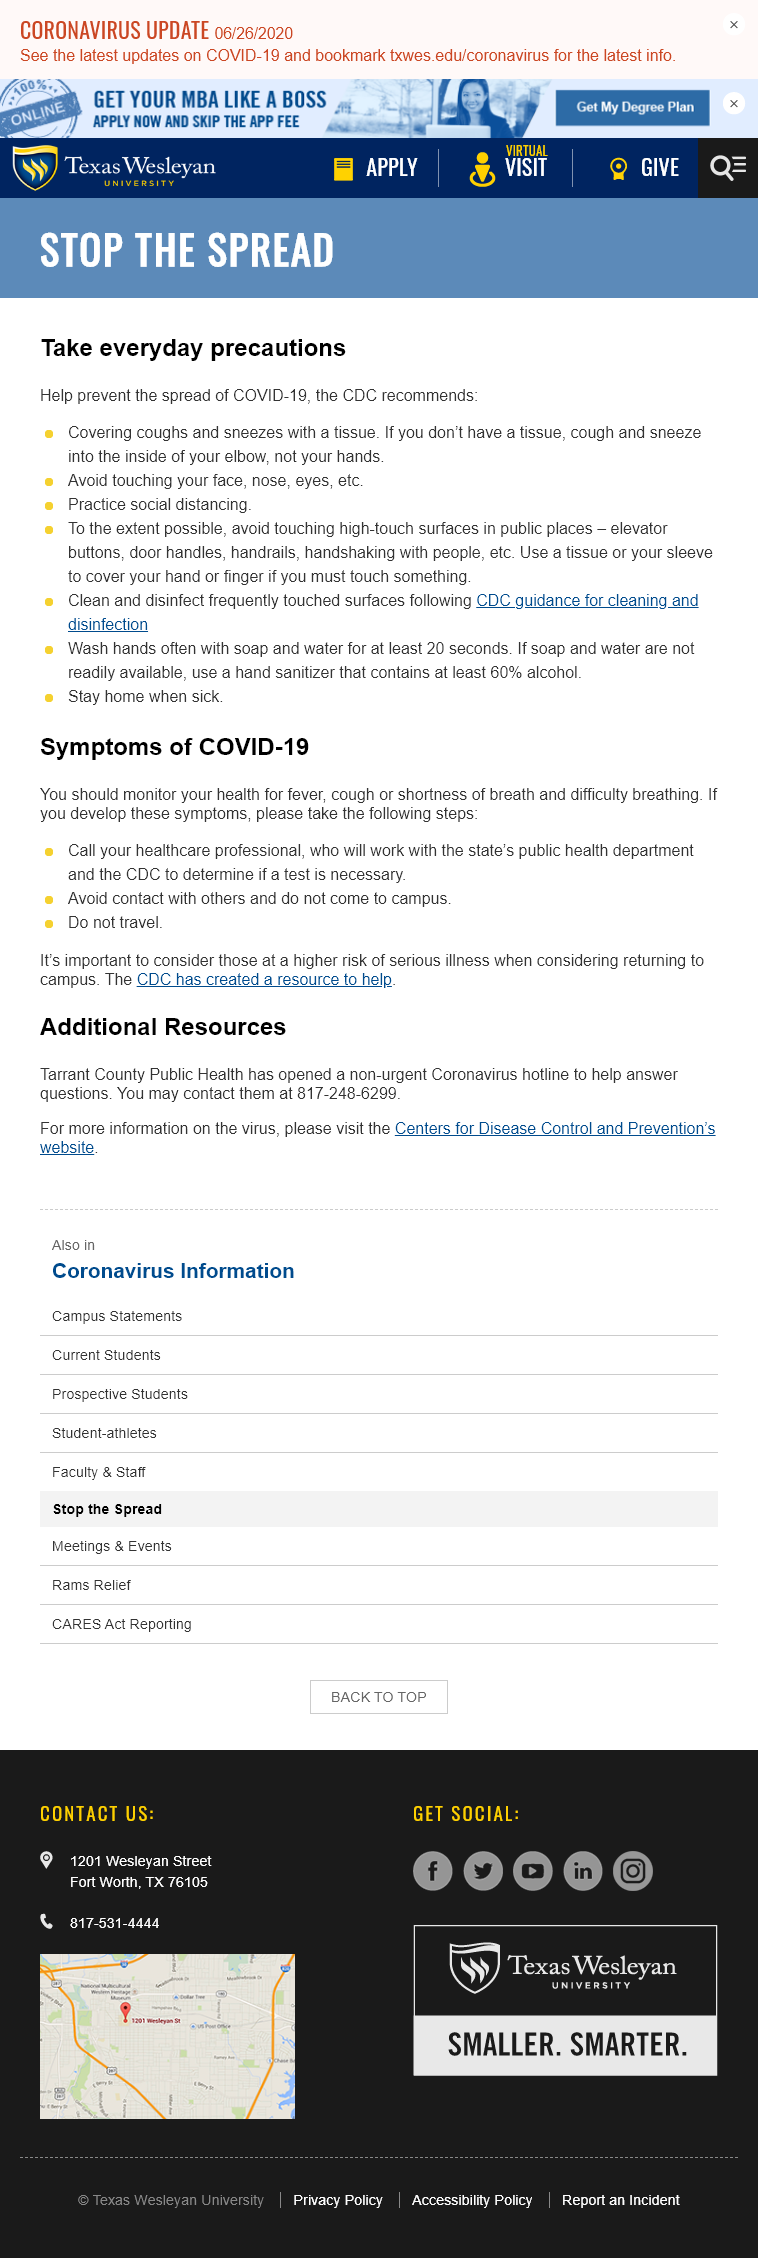 CORONAVIRUS UPDATE 06/26/2020
See the latest updates on COVID-19 and bookmark txwes.edu/coronavirus for the latest info.
100%
ONLINE
GET YOUR MBA LIKE A BOSS
APPLY NOW AND SKIP THE APP FEE
Get My Degree Plan
Texas Wesleyan
UNIVERSITY
APPLY
VIRTUAL
VISIT
GIVE
STOP THE SPREAD
Take everyday precautions
Help prevent the spread of COVID-19, the CDC recommends:
Covering coughs and sneezes with a tissue. If you don’t have a tissue, cough and sneeze
into the inside of your elbow, not your hands.
Avoid touching your face, nose, eyes, etc.
Practice social distancing.
To the extent possible, avoid touching high-touch surfaces in public places – elevator
buttons, door handles, handrails, handshaking with people, etc. Use a tissue or your sleeve
to cover your hand or finger if you must touch something.
Clean and disinfect frequently touched surfaces following CDC guidance for cleaning and
disinfection
Wash hands often with soap and water for at least 20 seconds. If soap and water are not
readily available, use a hand sanitizer that contains at least 60% alcohol.
Stay home when sick.
Symptoms of COVID-19
You should monitor your health for fever, cough or shortness of breath and difficulty breathing. If
you develop these symptoms, please take the following steps:
Call your healthcare professional, who will work with the state’s public health department
and the CDC to determine if a test is necessary.
Avoid contact with others and do not come to campus.
Do not travel.
It’s important to consider those at a higher risk of serious illness when considering returning to
campus. The CDC has created a resource to help.
Additional Resources
Tarrant County Public Health has opened a non-urgent Coronavirus hotline to help answer
questions. You may contact them at 817-248-6299.
For more information on the virus, please visit the Centers for Disease Control and Prevention’s
website.
Also in
Coronavirus Information
Campus Statements
Current Students
Prospective Students
Student-athletes
Faculty & Staff
Stop the Spread
Meetings & Events
Rams Relief
CARES Act Reporting
BACK TO TOP
CONTACT US:
1201 Wesleyan Street
Fort Worth, TX 76105
817-531-4444
National Multicultural
Western Heritage
Museum
Dollar Tree
1201 Wesleyan St
US Post Office
E Berry St
E Berry St
GET SOCIAL:
Texas Wesleyan
UNIVERSITY
SMALLER. SMARTER.
© Texas Wesleyan University
Privacy Policy
Accessibility Policy
Report an Incident